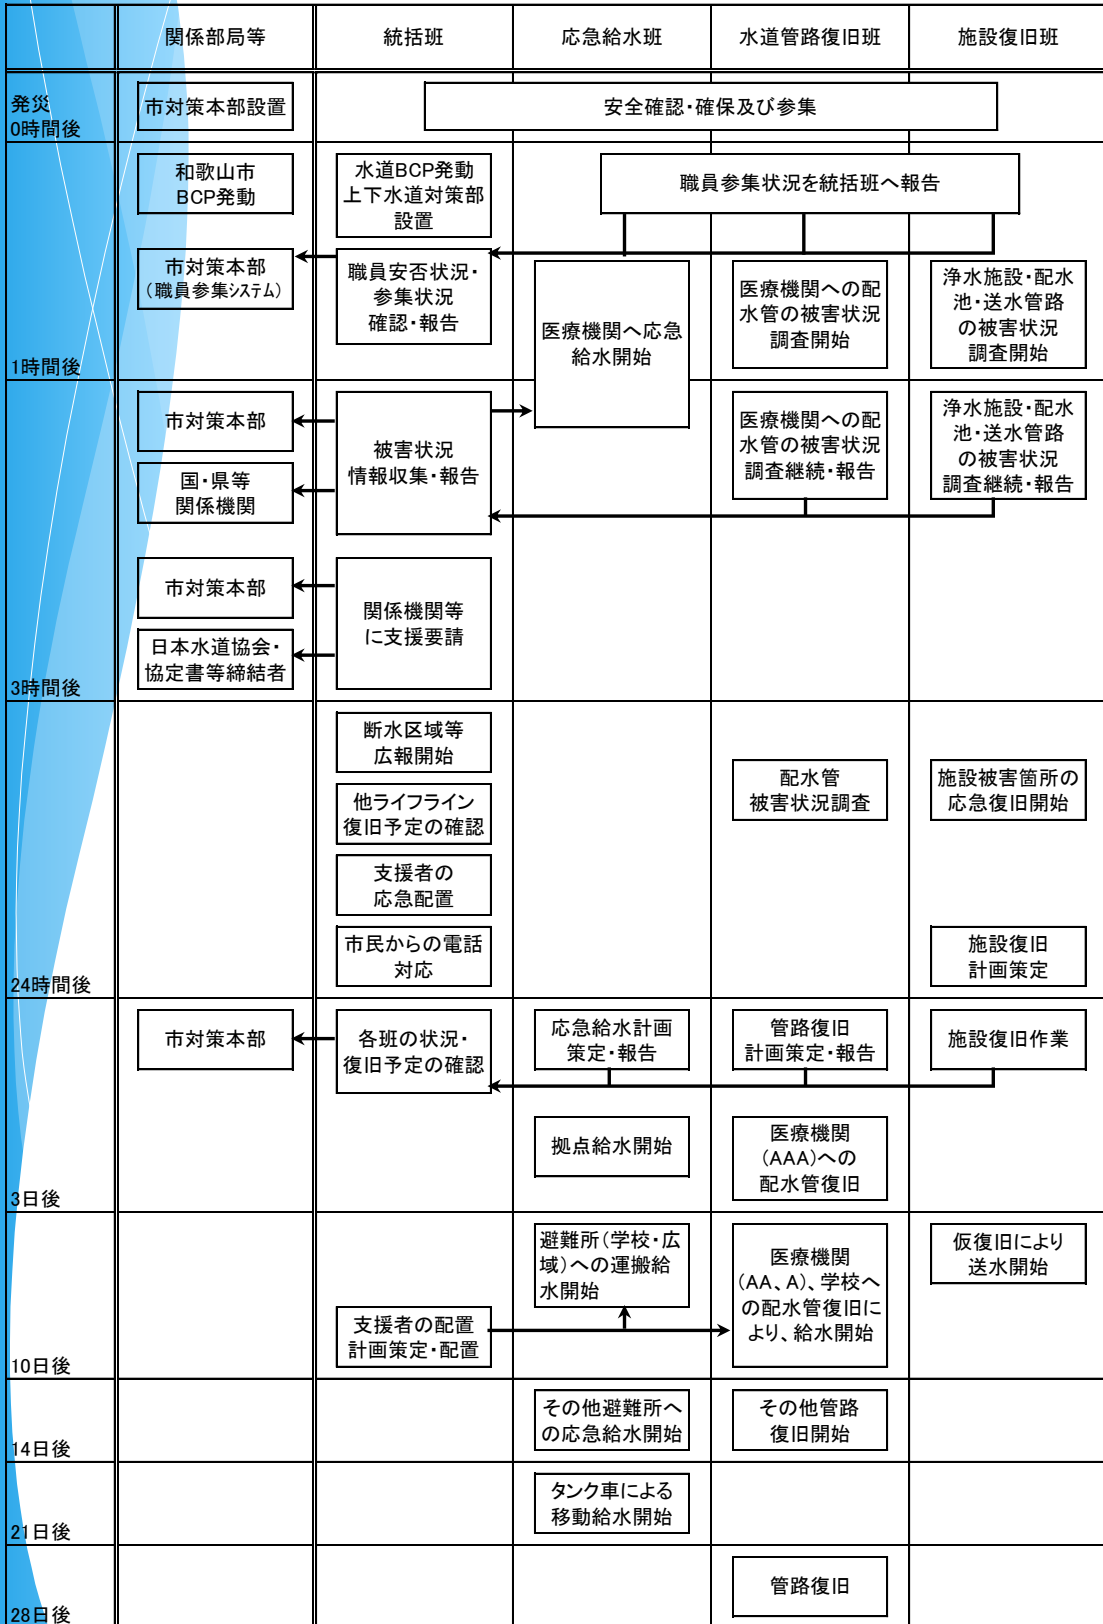 関係部局等
統括班
応急給水班
水道管路復旧班
施設復旧班
発災
0時間後
市対策本部設置
安全確認・確保及び参集
和歌山市
BCP発動
水道BCP発動
上下水道対策部
設置
職員参集状況を統括班へ報告
市対策本部
(職員参集システム)
職員安否状況・
参集状況
確認・報告
医療機関へ応急
給水開始
医療機関への配
水管の被害状況
調査開始
浄水施設・配水
池・送水管路
の被害状況
調査開始
1時間後
市対策本部
国・県等
関係機関
被害状況
情報収集・報告
医療機関への配
水管の被害状況
調査継続・報告
浄水施設・配水
池・送水管路
の被害状況
調査継続・報告
市対策本部
日本水道協会・
協定書等締結者
関係機関等
に支援要請
3時間後
断水区域等
広報開始
他ライフライン
復旧予定の確認
支援者の
応急配置
市民からの電話
対応
配水管
被害状況調査
施設被害箇所の
応急復旧開始
施設復旧
計画策定
24時間後
市対策本部
各班の状況・
復旧予定の確認
応急給水計画
策定・報告
管路復旧
計画策定・報告
施設復旧作業
拠点給水開始
医療機関
(AAA)への
配水管復旧
3日後
避難所(学校・広
域)への運搬給
水開始
医療機関
(AA、A)、学校へ
の配水管復旧に
より、給水開始
仮復旧により
送水開始
支援者の配置
計画策定・配置
10日後
その他避難所へ
の応急給水開始
その他管路
復旧開始
14日後
タンク車による
移動給水開始
21日後
管路復旧
28日後